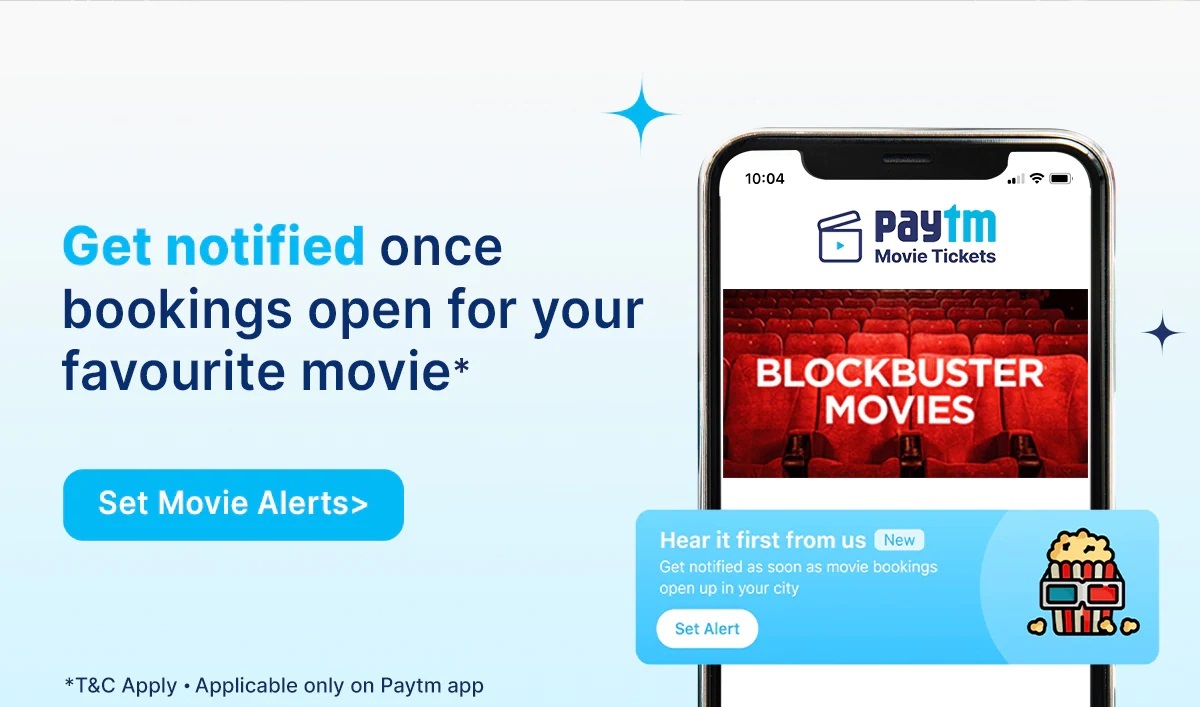 Get notified once
bookings open for your
favourite movie*
Set Movie Alerts>
*T&C Apply • Applicable only on Paytm app
10:04
paytm
Movie Tickets
BLOCKBUSTER
MOVIES
Hear it first from us New
Get notified as soon as movie bookings
open up in your city
Set Alert